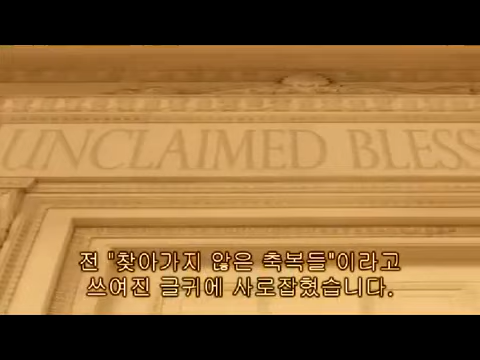 UNCLAIMED BLESS
전 "찾아가지 않은 축복들"이라고
쓰여진 글귀에 사로잡혔습니다.